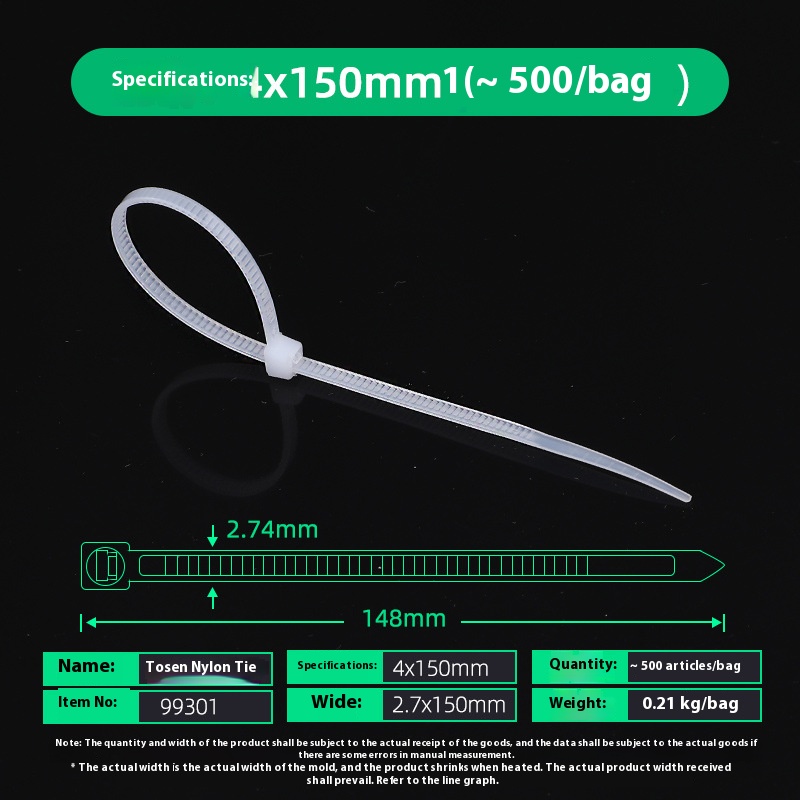 Specifications: 4x150mm1(~ 500/bag )
2.74mm
148mm
Name: Tosen Nylon Tie
Specifications: 4x150mm
Quantity: ~ 500 articles/bag
Item No: 99301
Wide: 2.7x150mm
Weight: 0.21 kg/bag
Note: The quantity and width of the product shall be subject to the actual receipt of the goods, and the data shall be subject to the actual goods if
there are some errors in manual measurement.
* The actual width is the actual width of the mold, and the product shrinks when heated. The actual product width received
shall prevail. Refer to the line graph.